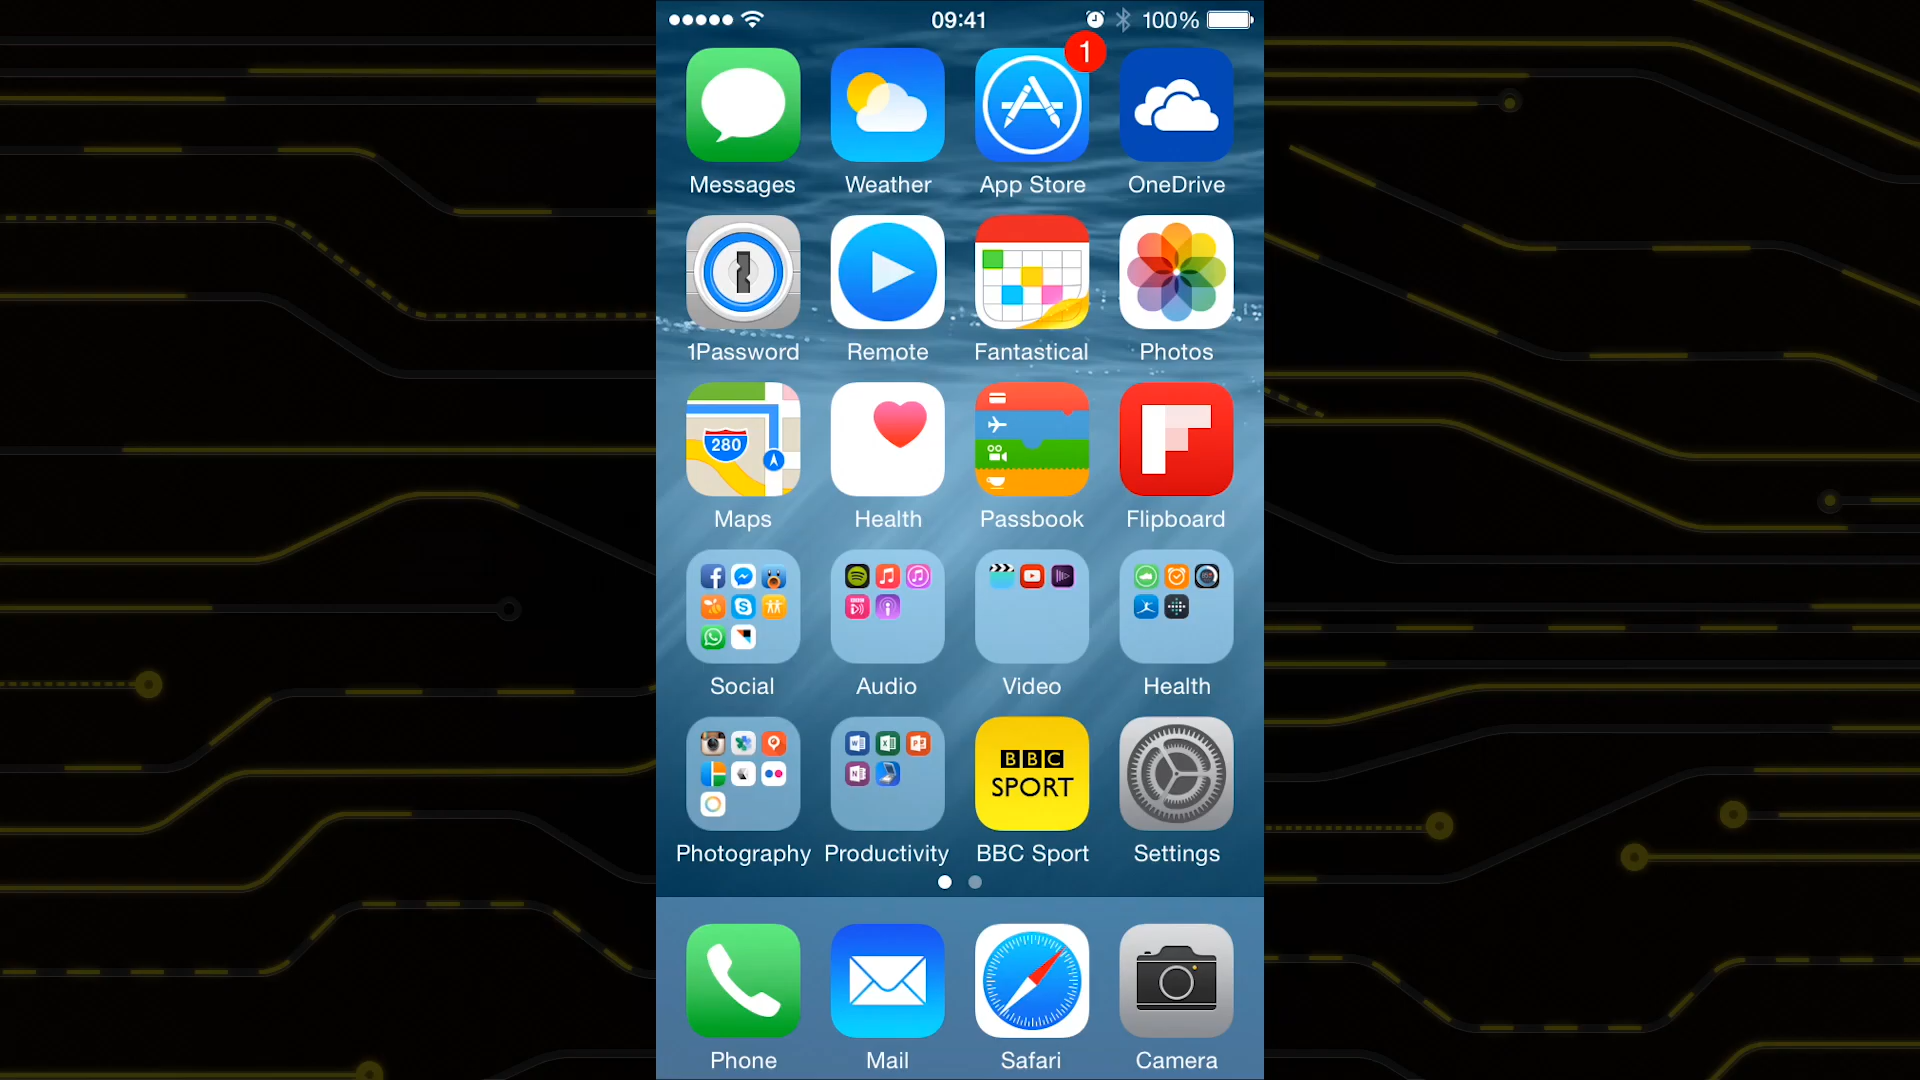 09:41 100%
1
Messages Weather App Store OneDrive
1Password Remote Fantastical Photos
280
Maps Health Passbook Flipboard
Social Audio Video Health
BBC
SPORT
Photography Productivity BBC Sport Settings
Phone Mail Safari Camera